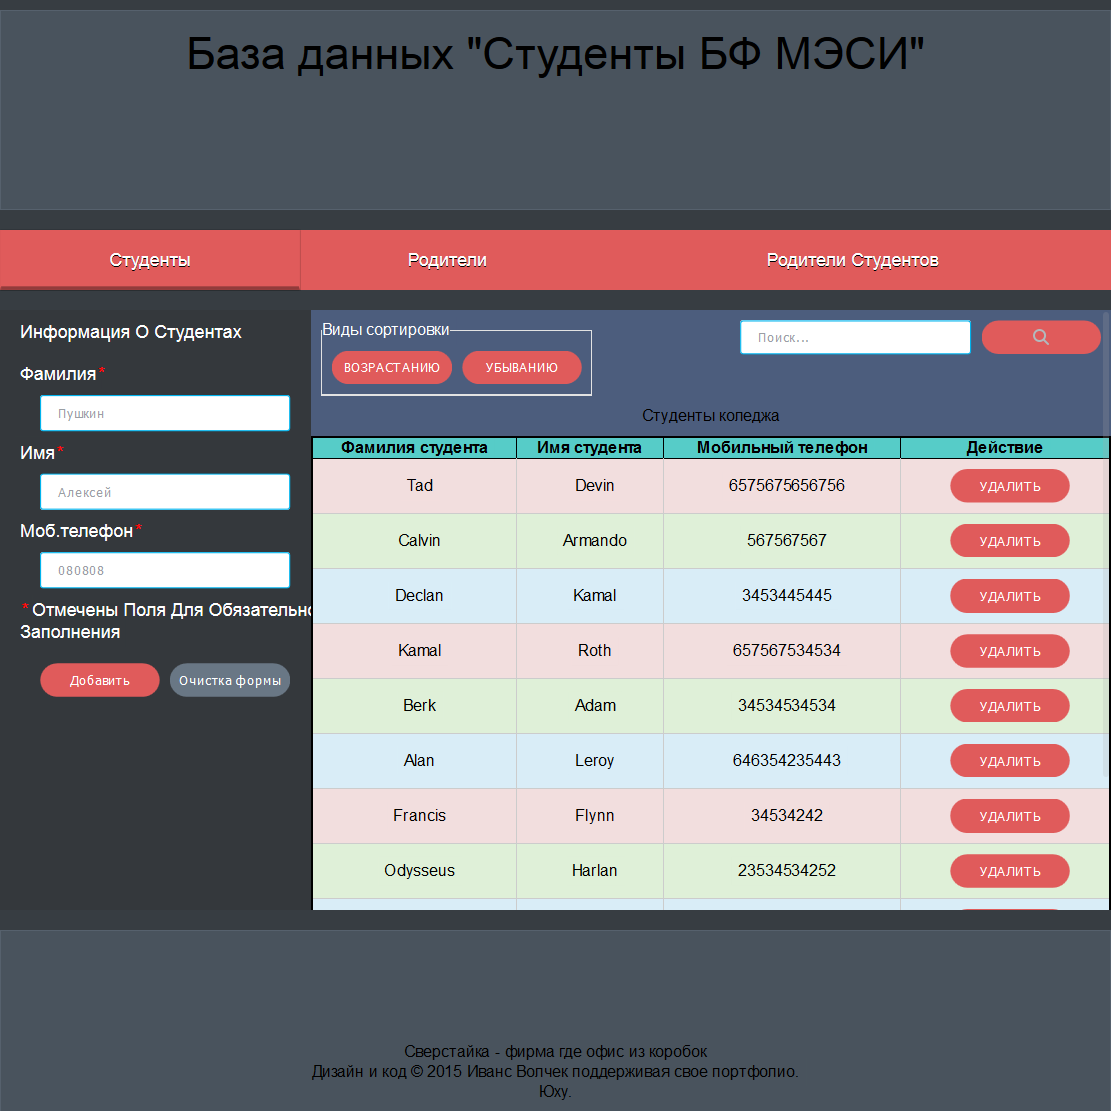 База данных "Студенты БФ МЭСИ"
Студенты Родители Родители Студентов
Информация О Студентах
Фамилия*
Пушкин
Имя*
Алексей
Моб.телефон*
080808
*Отмечены Поля Для Обязательно
Заполнения
Добавить Очистка формы
Виды сортировки
ВОЗРАСТАНИЮ УБЫВАНИЮ
Поиск...
Студенты коледжа
Фамилия студента Имя студента Мобильный телефон Действие
Tad Devin 6575675656756 УДАЛИТЬ
Calvin Armando 567567567 УДАЛИТЬ
Declan Kamal 3453445445 УДАЛИТЬ
Kamal Roth 657567534534 УДАЛИТЬ
Berk Adam 34534534534 УДАЛИТЬ
Alan Leroy 646354235443 УДАЛИТЬ
Francis Flynn 34534242 УДАЛИТЬ
Odysseus Harlan 23534534252 УДАЛИТЬ
Сверстайка - фирма где офис из коробок
Дизайн и код © 2015 Иванс Волчек поддерживая свое портфолио.
Юху.